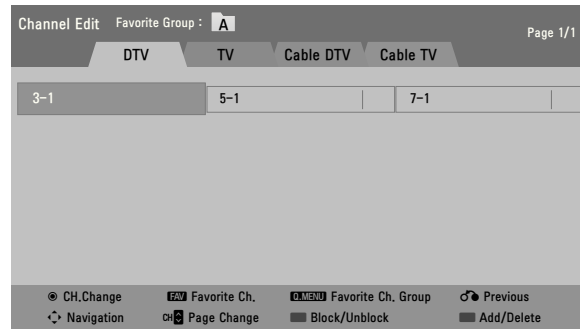 Channel Edit Favorite Group : A
Page 1/1
DTV TV Cable DTV Cable TV
3-1 5-1 7-1
CH.Change FAV Favorite Ch. Q.MENU Favorite Ch. Group Previous
Navigation CH Page Change Block/Unblock Add/Delete